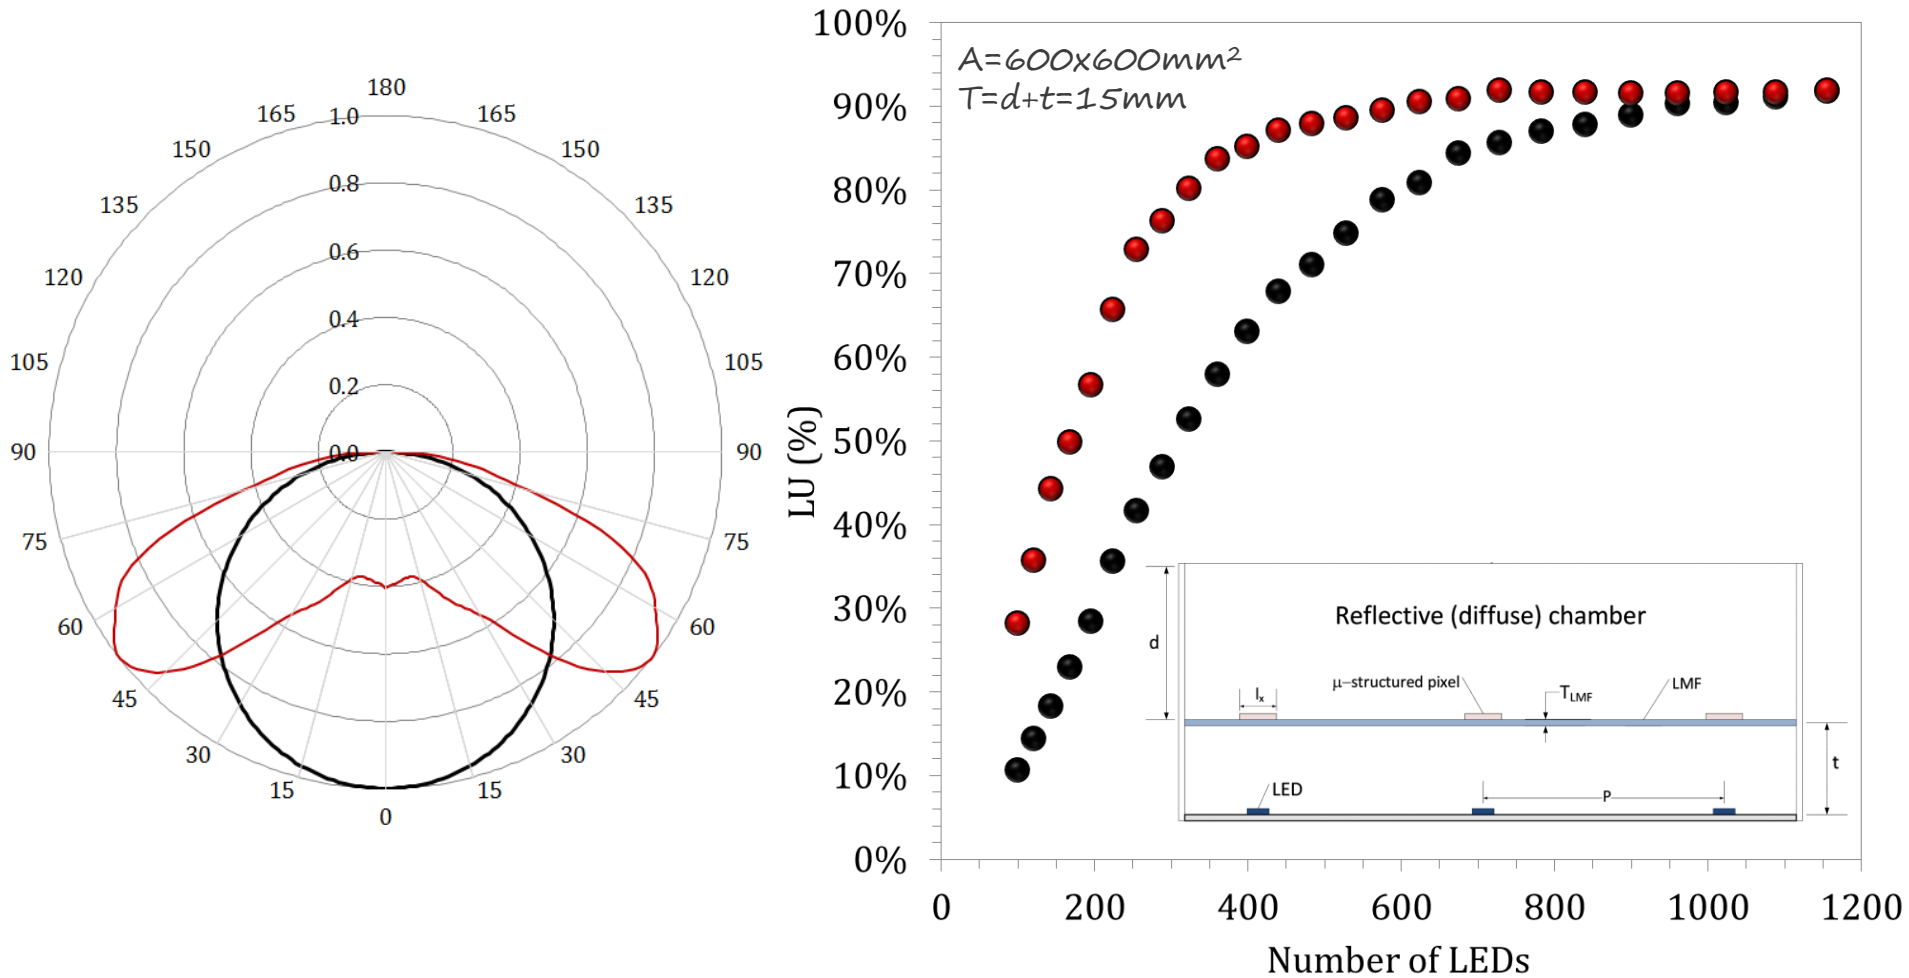 180
165
165
150
150
135
135
120
120
105
105
90
90
75
75
60
60
45
45
30
30
15
15
0
1.0
0.8
0.6
0.4
0.2
0.0
100%
90%
80%
70%
60%
50%
40%
30%
20%
10%
0%
LU (%)
A=600x600mm²
T=d+t=15mm
Reflective (diffuse) chamber
d
lₓ
μ−structured pixel
T_LMF
LMF
t
LED
P
0 200 400 600 800 1000 1200
Number of LEDs